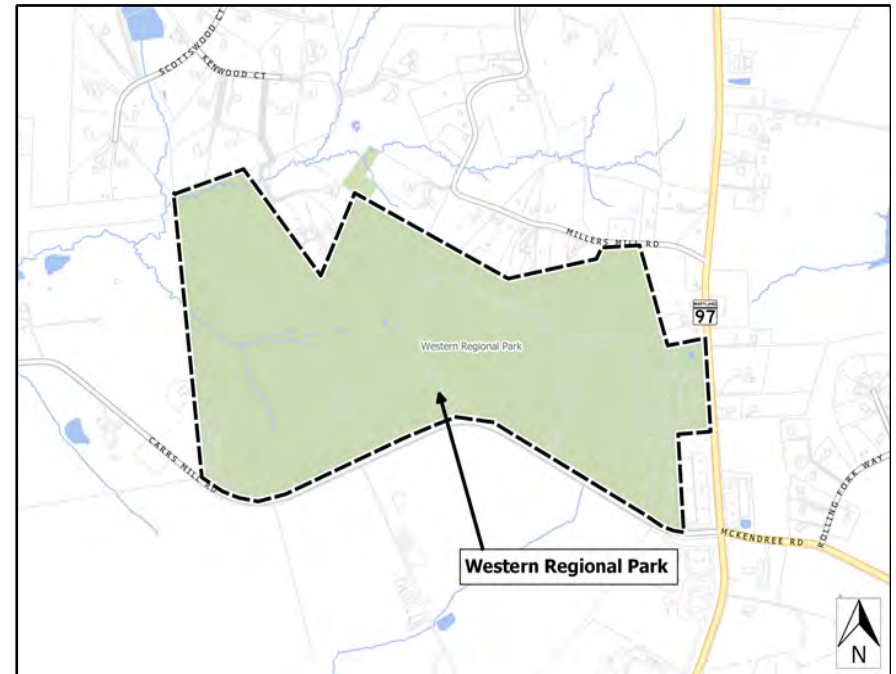 SCOTTSWOOD CT
KENWOOD CT
MILLERS MILL RD
MARYLAND
97
Western Regional Park
CARRS MILL RD
ROLLING FORK WAY
MCKENDREE RD
Western Regional Park
N